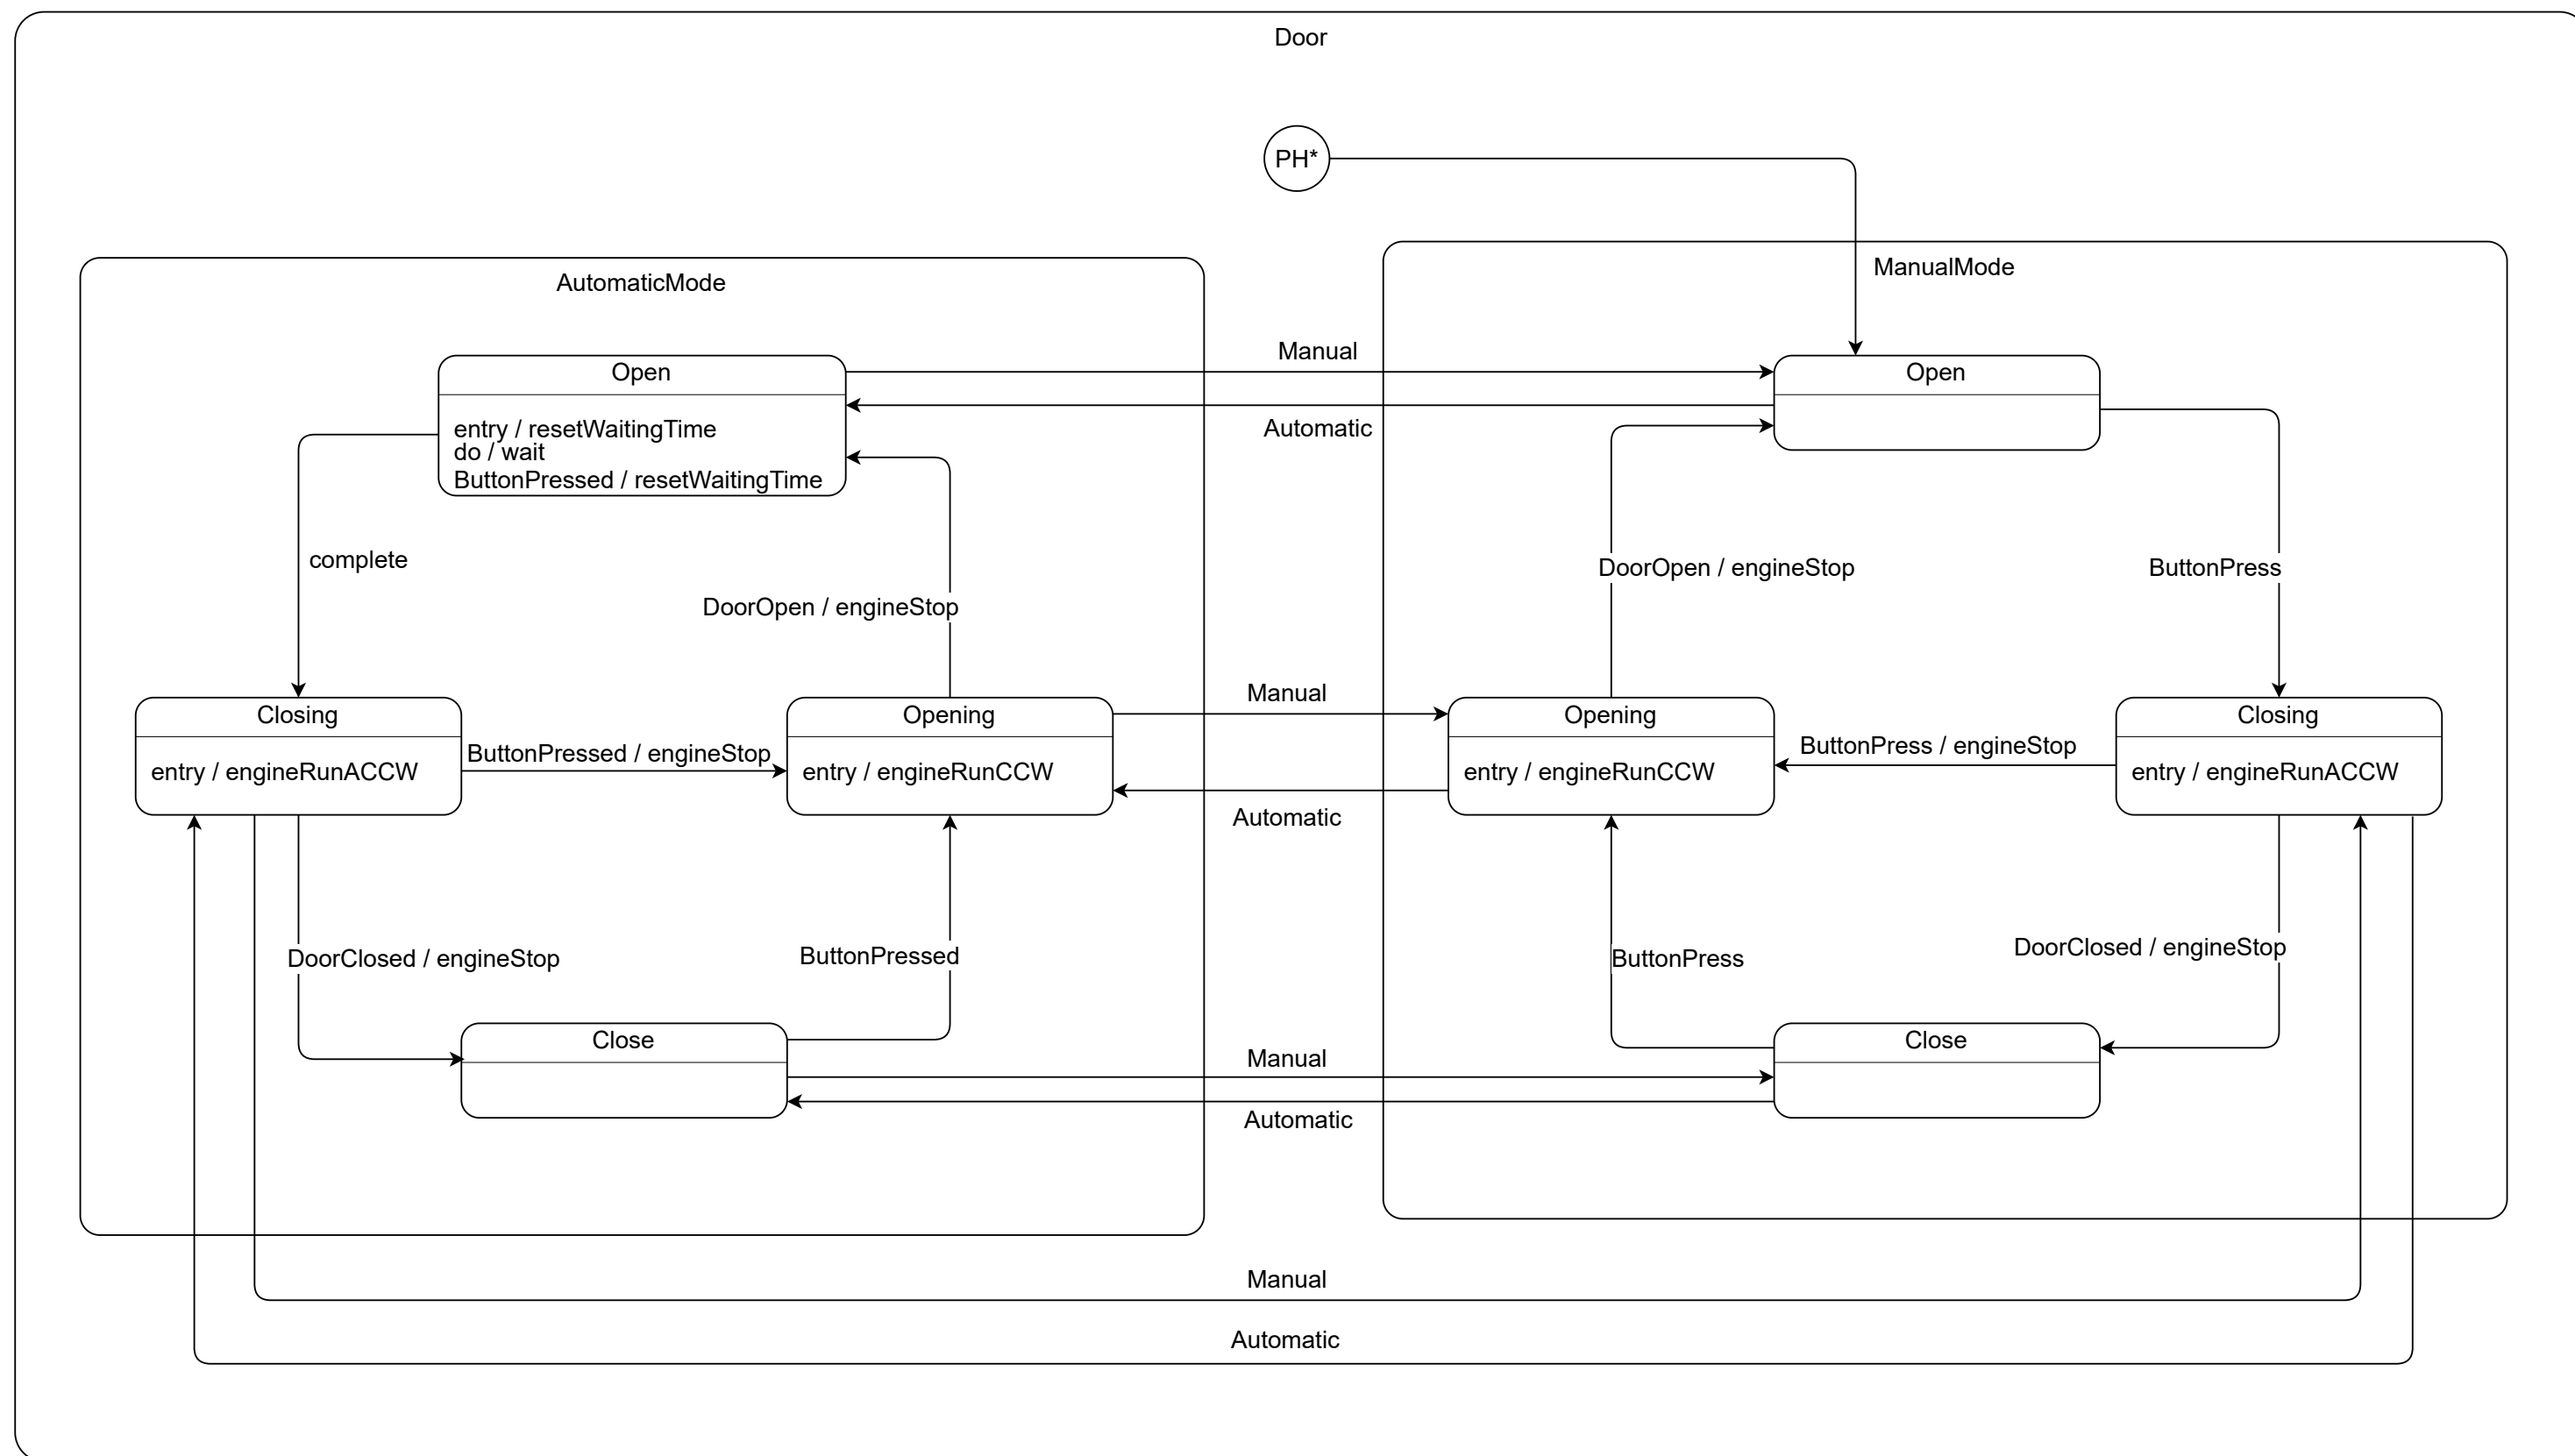 Door
PH*
ManualMode
AutomaticMode
Manual
Open
Open
Automatic
entry / resetWaitingTime
do / wait
ButtonPressed / resetWaitingTime
complete
DoorOpen / engineStop
DoorOpen / engineStop
ButtonPress
Manual
Closing
Opening
Opening
Closing
ButtonPressed / engineStop
ButtonPress / engineStop
entry / engineRunACCW
entry / engineRunCCW
entry / engineRunCCW
entry / engineRunACCW
Automatic
DoorClosed / engineStop
ButtonPressed
ButtonPress
DoorClosed / engineStop
Close
Close
Manual
Automatic
Manual
Automatic